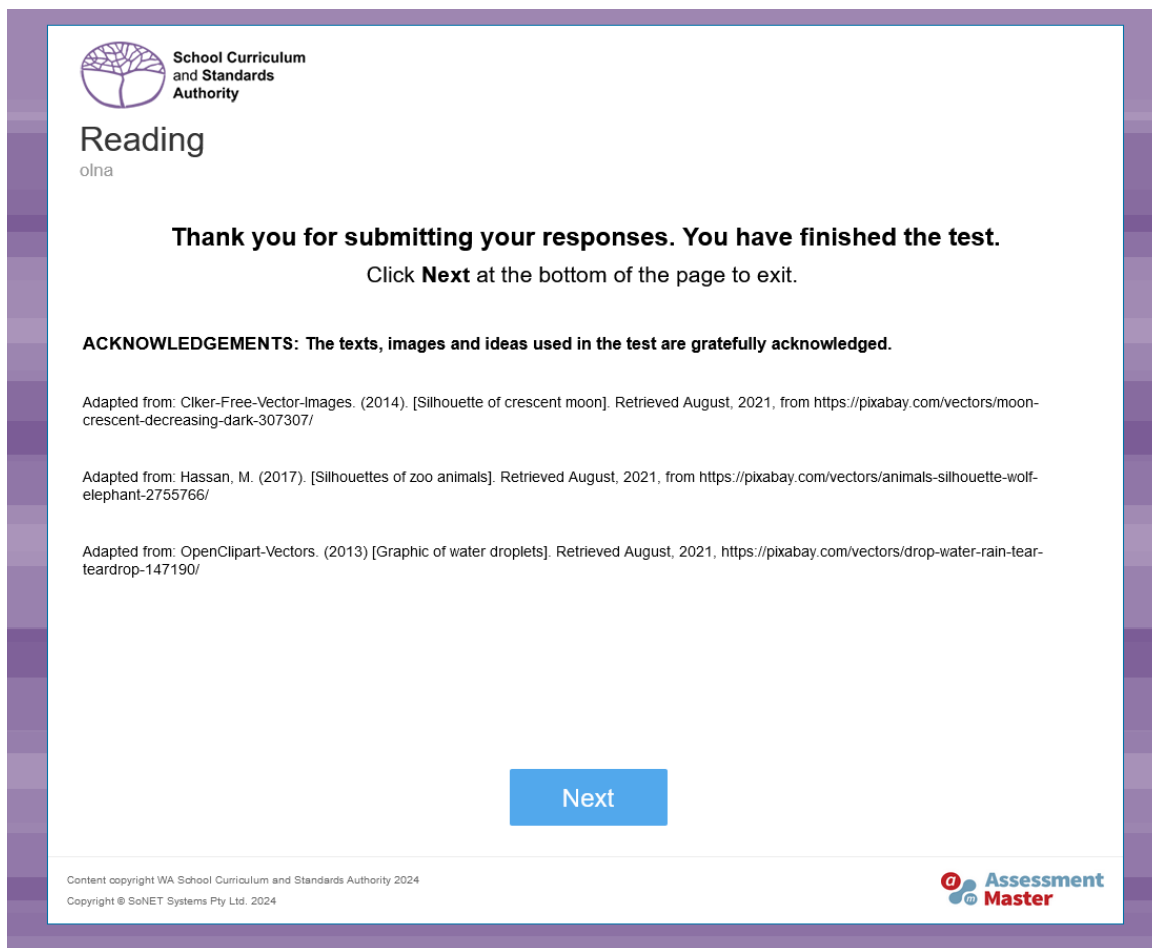 School Curriculum
and Standards
Authority
Reading
olna
Thank you for submitting your responses. You have finished the test.
Click Next at the bottom of the page to exit.
ACKNOWLEDGEMENTS: The texts, images and ideas used in the test are gratefully acknowledged.
Adapted from: Clker-Free-Vector-Images. (2014). [Silhouette of crescent moon]. Retrieved August, 2021, from https://pixabay.com/vectors/moon-
crescent-decreasing-dark-307307/
Adapted from: Hassan, M. (2017). [Silhouettes of zoo animals]. Retrieved August, 2021, from https://pixabay.com/vectors/animals-silhouette-wolf-
elephant-2755766/
Adapted from: OpenClipart-Vectors. (2013) [Graphic of water droplets]. Retrieved August, 2021, https://pixabay.com/vectors/drop-water-rain-tear-
teardrop-147190/
Next
Content copyright WA School Curriculum and Standards Authority 2024
Copyright © SoNET Systems Pty Ltd. 2024
a m Assessment
Master